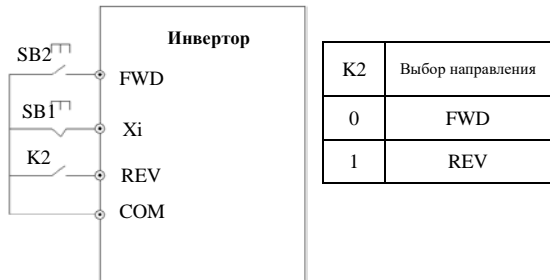 Инвертор
SB2
FWD
SB1
Xi
K2
REV
COM
K2 Выбор направления
0 FWD
1 REV